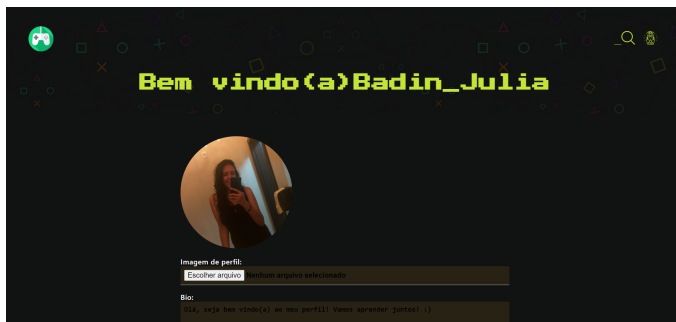 Bem vindo(a)Badin_Julia
Imagem de perfil:
Escolher arquivo Nenhum arquivo selecionado
Bio:
Olá, seja bem vindo(a) ao meu perfil! Vamos aprender juntos! :)